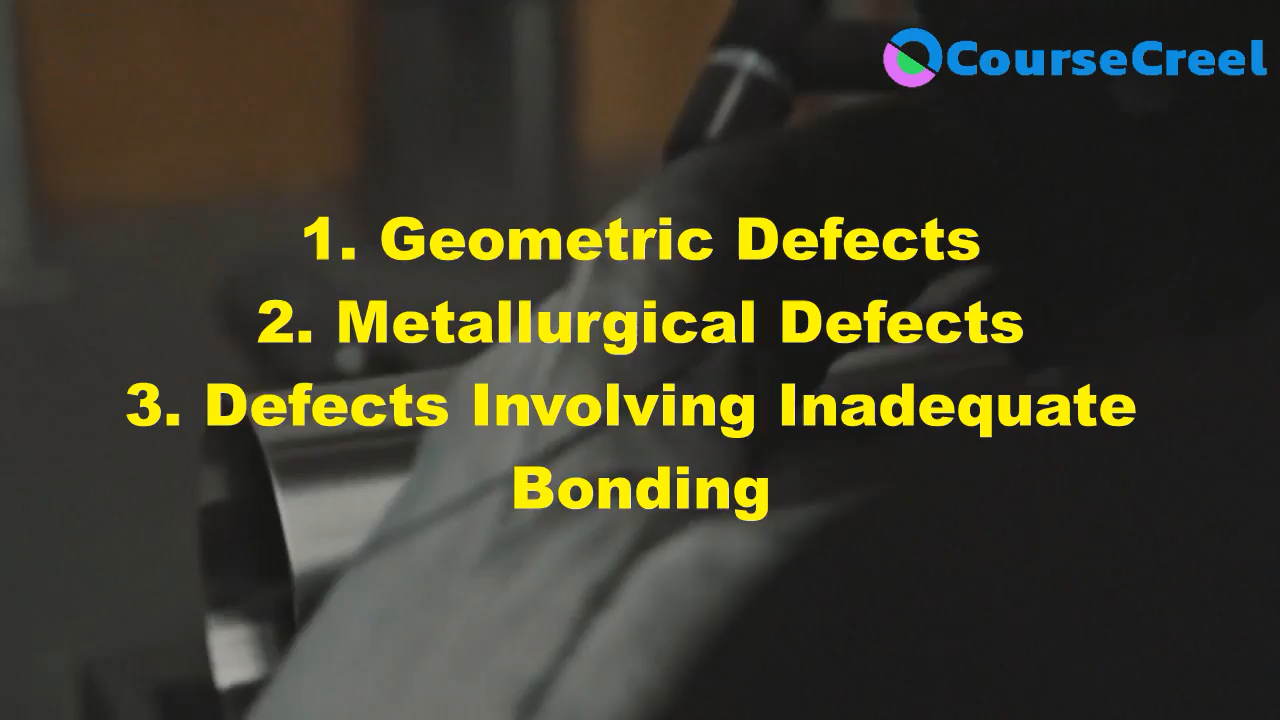 CourseCreel
1. Geometric Defects
2. Metallurgical Defects
3. Defects Involving Inadequate
Bonding